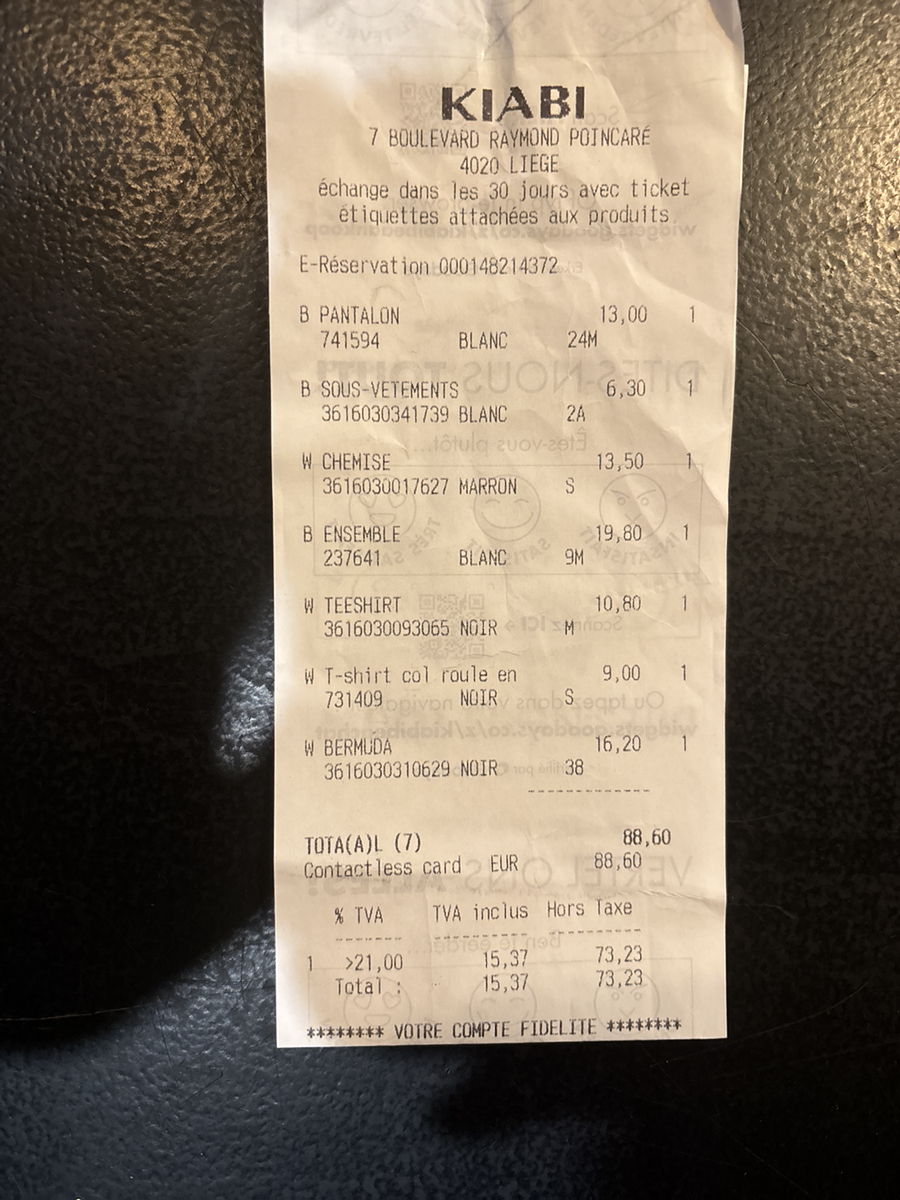 KIABI
7 BOULEVARD RAYMOND POINCARÉ
4020 LIEGE
échange dans les 30 jours avec ticket
étiquettes attachées aux produits
E-Réservation 000148214372
B PANTALON 13,00 1
741594 BLANC 24M
B SOUS-VETEMENTS 6,30 1
3616030341739 BLANC 2A
W CHEMISE 13,50 1
3616030017627 MARRON S
B ENSEMBLE 19,80 1
237641 BLANC 9M
W TEESHIRT 10,80 1
3616030093065 NOIR M
W T-shirt col roule en 9,00 1
731409 NOIR S
W BERMUDA 16,20 1
3616030310629 NOIR 38
-------------
TOTA(A)L (7) 88,60
Contactless card EUR 88,60
% TVA TVA inclus Hors Taxe
------- ---------- ---------
1 >21,00 15,37 73,23
Total : 15,37 73,23
******** VOTRE COMPTE FIDELITE ********